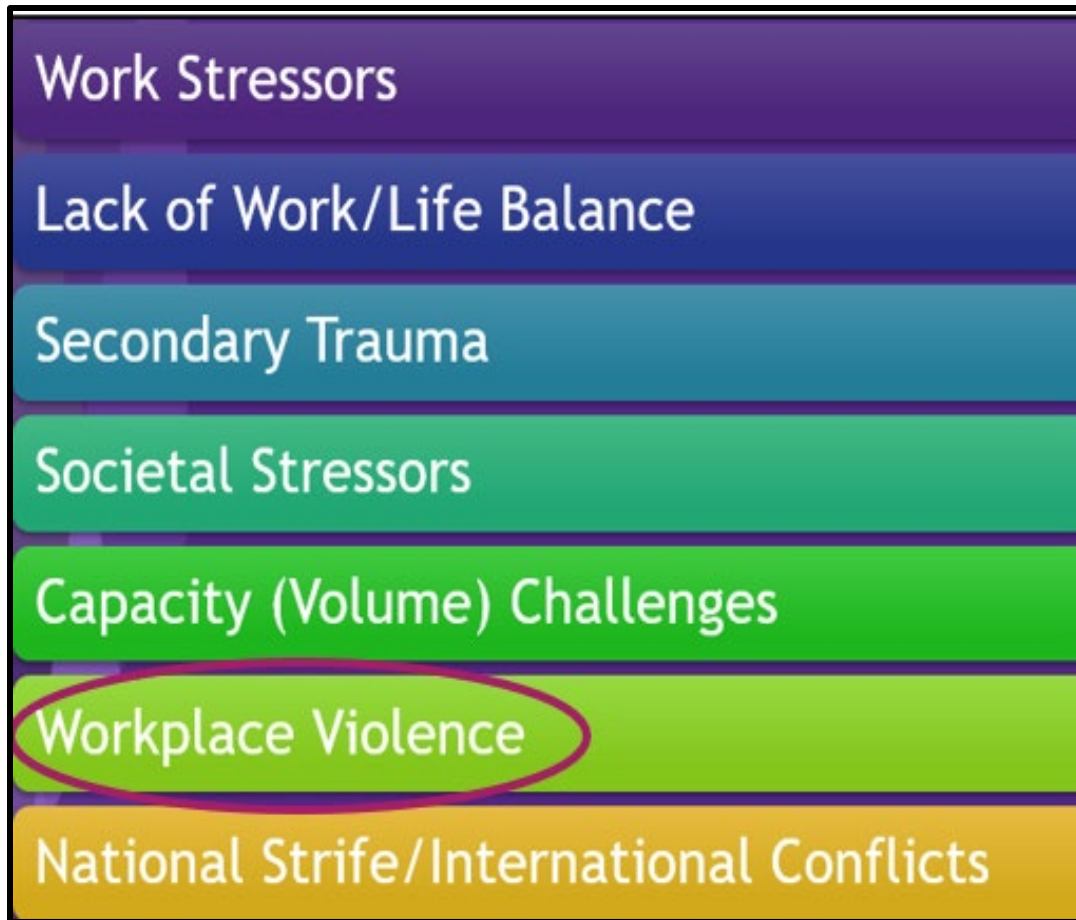 Work Stressors
Lack of Work/Life Balance
Secondary Trauma
Societal Stressors
Capacity (Volume) Challenges
Workplace Violence
National Strife/International Conflicts